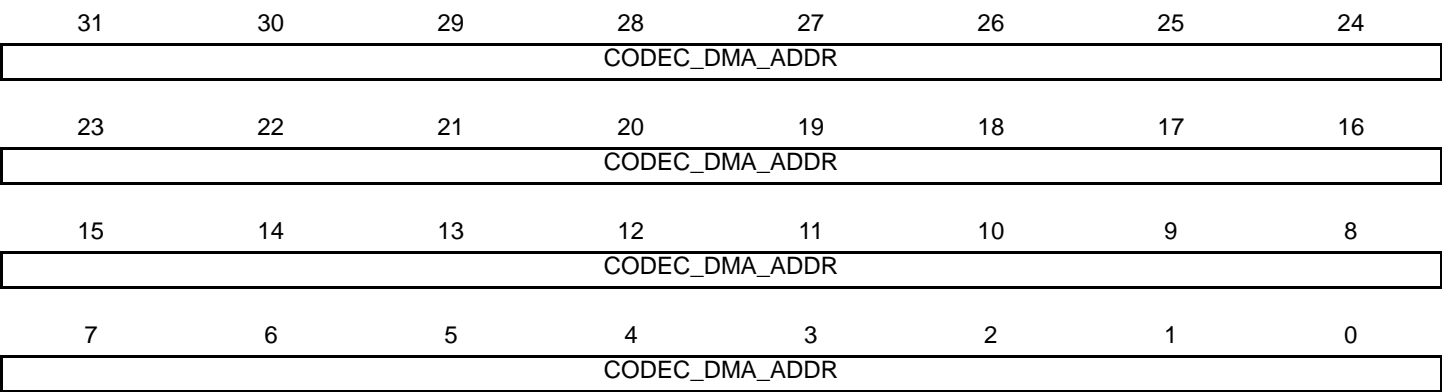 31 30 29 28 27 26 25 24
CODEC_DMA_ADDR
23 22 21 20 19 18 17 16
CODEC_DMA_ADDR
15 14 13 12 11 10 9 8
CODEC_DMA_ADDR
7 6 5 4 3 2 1 0
CODEC_DMA_ADDR